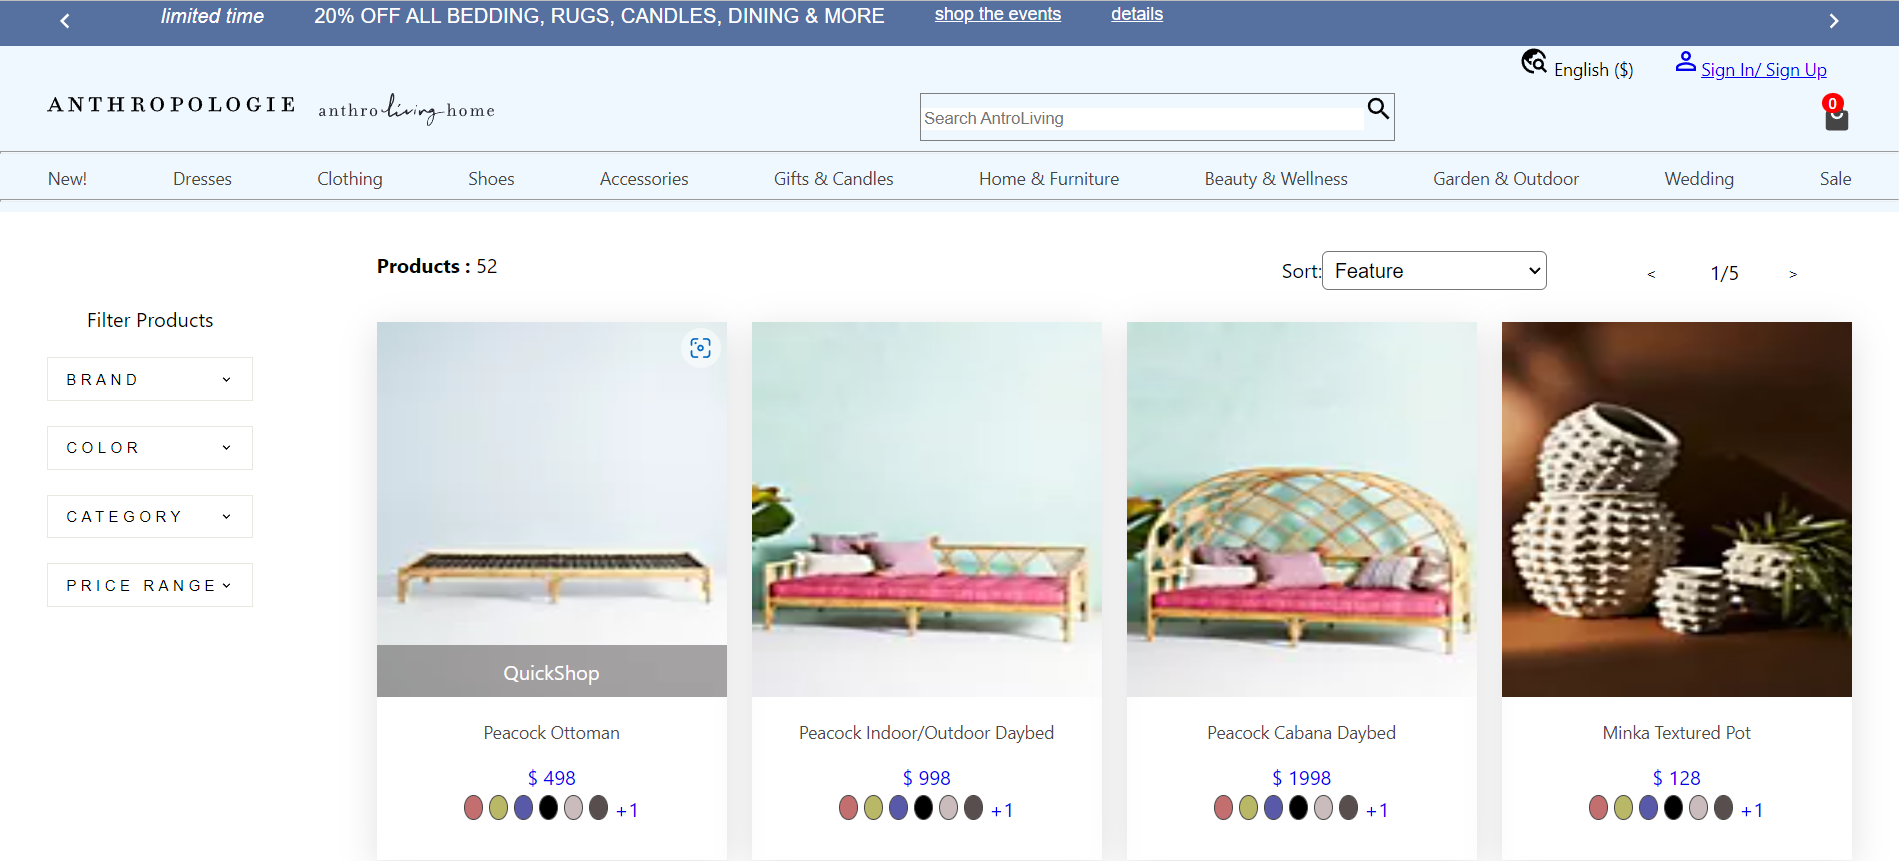 limited time 20% OFF ALL BEDDING, RUGS, CANDLES, DINING & MORE shop the events details
English ($) Sign In/ Sign Up
ANTHROPOLOGIE anthroliving home
Search AntroLiving
0
New! Dresses Clothing Shoes Accessories Gifts & Candles Home & Furniture Beauty & Wellness Garden & Outdoor Wedding Sale
Products : 52
Sort: Feature < 1/5 >
Filter Products
BRAND
COLOR
CATEGORY
PRICE RANGE
QuickShop
Peacock Ottoman
$ 498
+1
Peacock Indoor/Outdoor Daybed
$ 998
+1
Peacock Cabana Daybed
$ 1998
+1
Minka Textured Pot
$ 128
+1